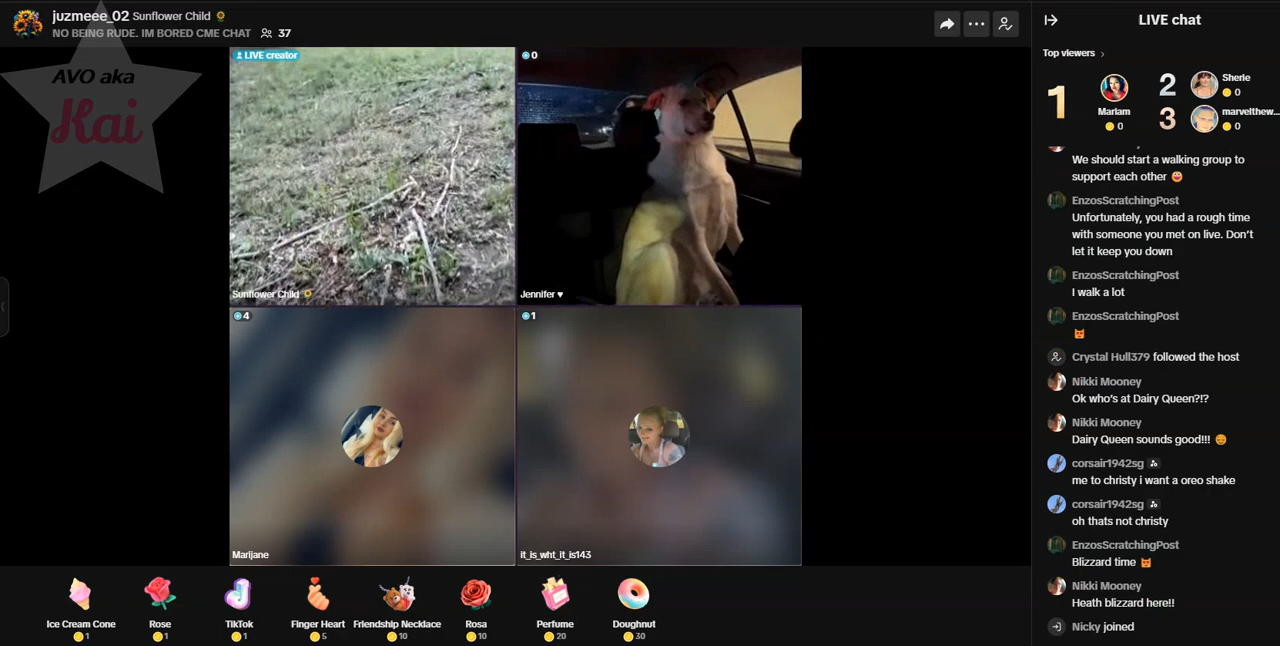 juzmeee_02 Sunflower Child
NO BEING RUDE. IM BORED CME CHAT 37
AVO aka
Kai
LIVE creator
0
Sunflower Child
Jennifer ♥
4
1
Marijane
it_is_wht_it_is143
Ice Cream Cone
1
Rose
1
TikTok
1
Finger Heart
5
Friendship Necklace
10
Rosa
10
Perfume
20
Doughnut
30
LIVE chat
Top viewers
1
Mariam
0
2
Sherie
0
3
marvelthew...
0
We should start a walking group to
support each other
EnzosScratchingPost
Unfortunately, you had a rough time
with someone you met on live. Don't
let it keep you down
EnzosScratchingPost
I walk a lot
EnzosScratchingPost
Crystal Hull379 followed the host
Nikki Mooney
Ok who's at Dairy Queen?!?
Nikki Mooney
Dairy Queen sounds good!!!
corsair1942sg
me to christy i want a oreo shake
corsair1942sg
oh thats not christy
EnzosScratchingPost
Blizzard time
Nikki Mooney
Heath blizzard here!!
Nicky joined